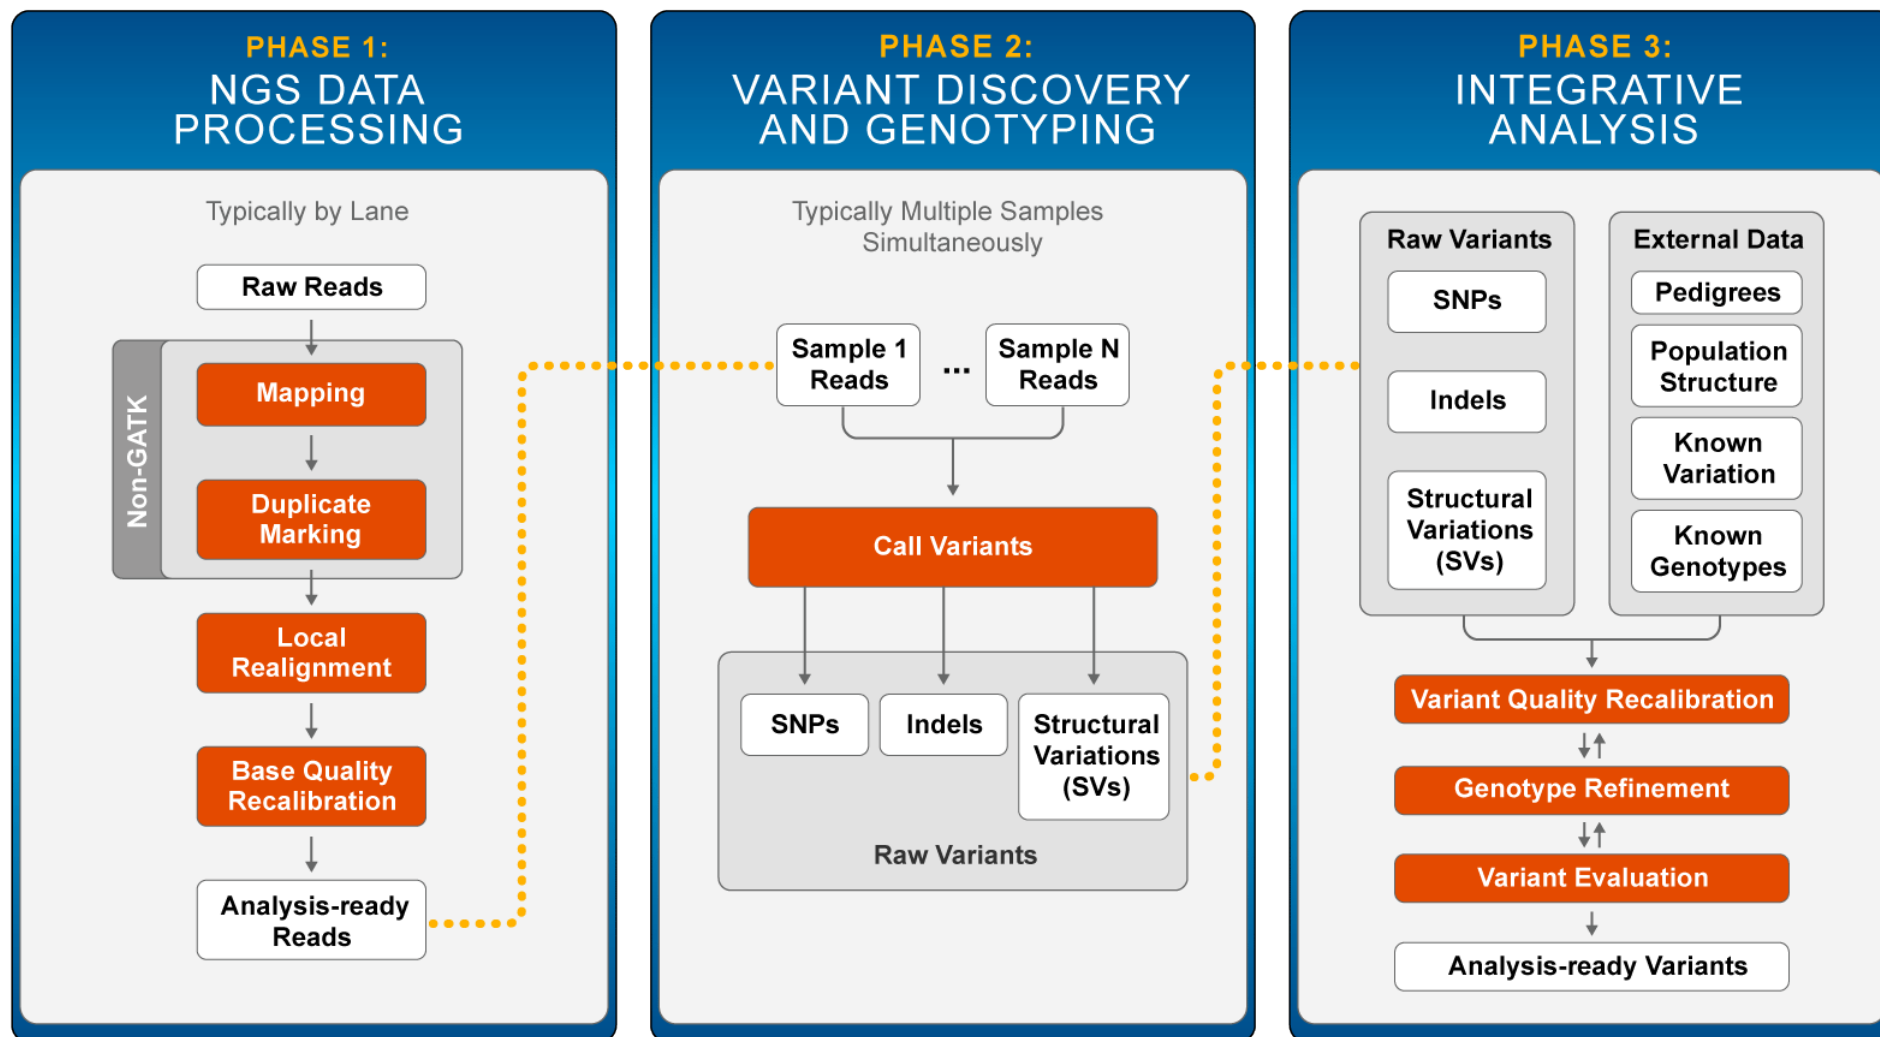 PHASE 1:
NGS DATA
PROCESSING
Typically by Lane
Raw Reads
Non-GATK
Mapping
Duplicate
Marking
Local
Realignment
Base Quality
Recalibration
Analysis-ready
Reads
PHASE 2:
VARIANT DISCOVERY
AND GENOTYPING
Typically Multiple Samples
Simultaneously
Sample 1
Reads
...
Sample N
Reads
Call Variants
SNPs
Indels
Structural
Variations
(SVs)
Raw Variants
PHASE 3:
INTEGRATIVE
ANALYSIS
Raw Variants
SNPs
Indels
Structural
Variations
(SVs)
External Data
Pedigrees
Population
Structure
Known
Variation
Known
Genotypes
Variant Quality Recalibration
Genotype Refinement
Variant Evaluation
Analysis-ready Variants